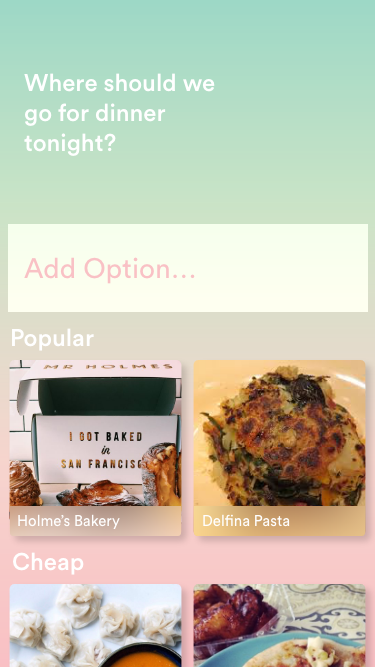 Where should we
go for dinner
tonight?
Add Option...
Popular
MR HOLMES
I GOT BAKED
in
SAN FRANCISCO
Holme's Bakery
Delfina Pasta
Cheap